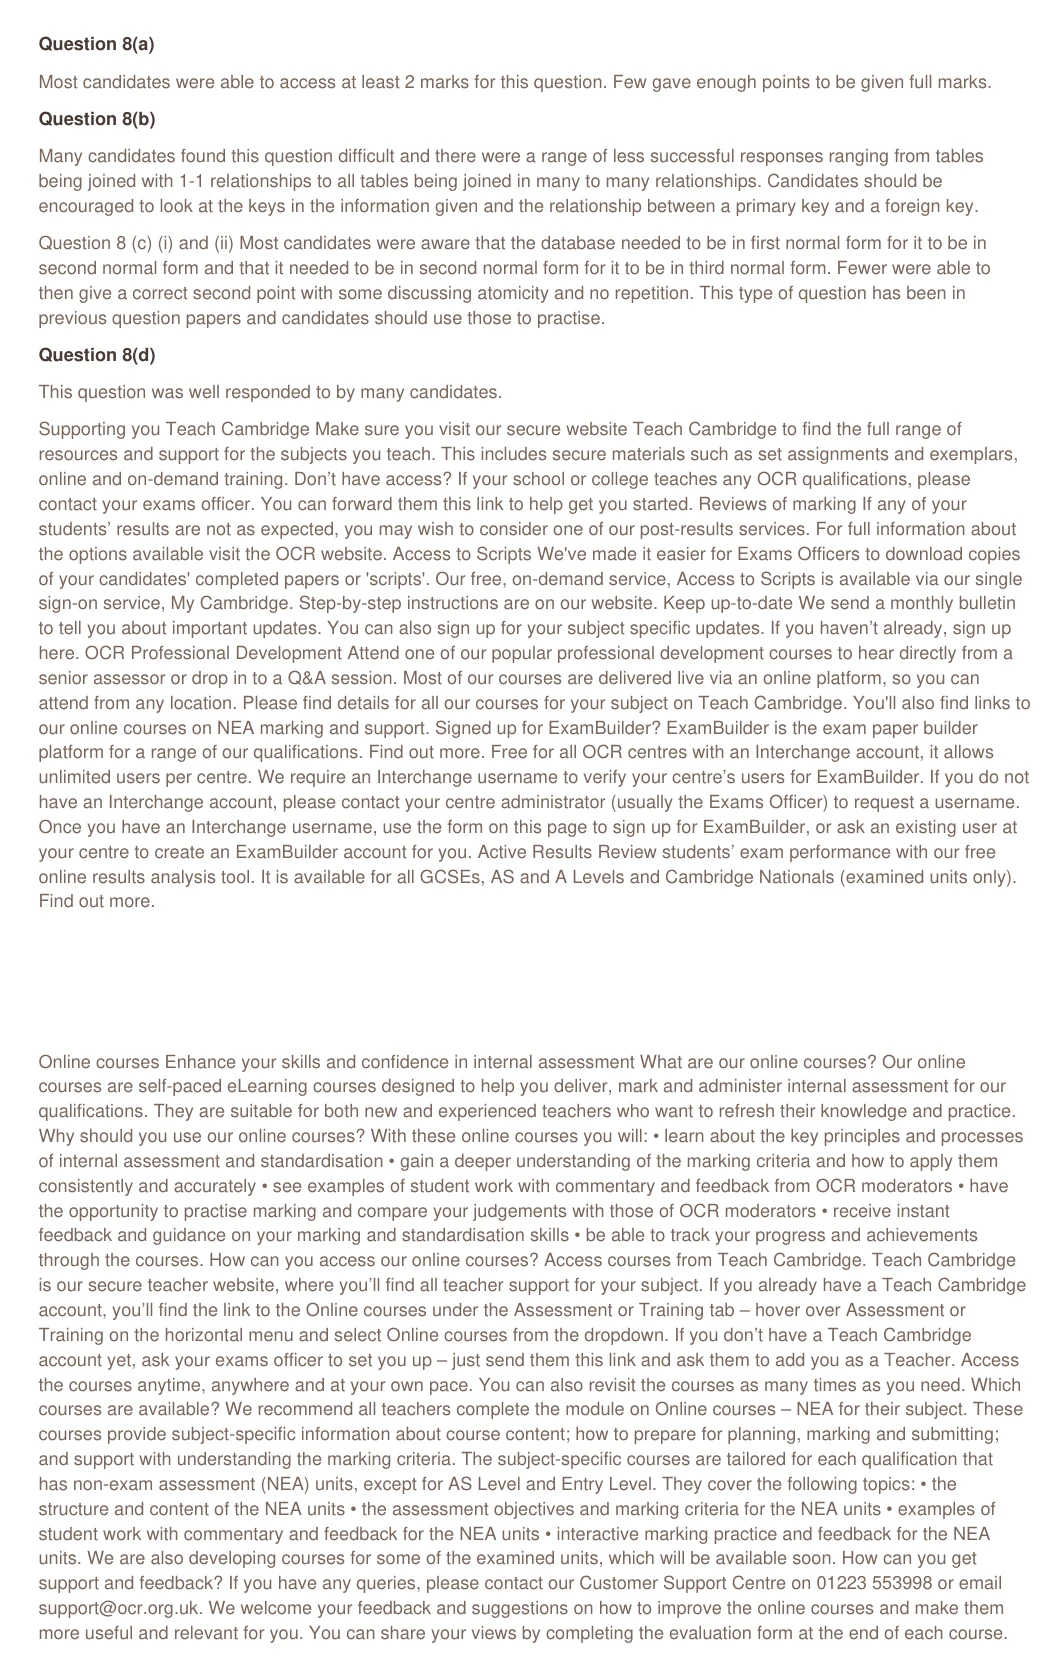 Question 8(a)
Most candidates were able to access at least 2 marks for this question. Few gave enough points to be given full marks.
Question 8(b)
Many candidates found this question difficult and there were a range of less successful responses ranging from tables
being joined with 1-1 relationships to all tables being joined in many to many relationships. Candidates should be
encouraged to look at the keys in the information given and the relationship between a primary key and a foreign key.
Question 8 (c) (i) and (ii) Most candidates were aware that the database needed to be in first normal form for it to be in
second normal form and that it needed to be in second normal form for it to be in third normal form. Fewer were able to
then give a correct second point with some discussing atomicity and no repetition. This type of question has been in
previous question papers and candidates should use those to practise.
Question 8(d)
This question was well responded to by many candidates.
Supporting you Teach Cambridge Make sure you visit our secure website Teach Cambridge to find the full range of
resources and support for the subjects you teach. This includes secure materials such as set assignments and exemplars,
online and on-demand training. Don’t have access? If your school or college teaches any OCR qualifications, please
contact your exams officer. You can forward them this link to help get you started. Reviews of marking If any of your
students’ results are not as expected, you may wish to consider one of our post-results services. For full information about
the options available visit the OCR website. Access to Scripts We've made it easier for Exams Officers to download copies
of your candidates' completed papers or 'scripts'. Our free, on-demand service, Access to Scripts is available via our single
sign-on service, My Cambridge. Step-by-step instructions are on our website. Keep up-to-date We send a monthly bulletin
to tell you about important updates. You can also sign up for your subject specific updates. If you haven’t already, sign up
here. OCR Professional Development Attend one of our popular professional development courses to hear directly from a
senior assessor or drop in to a Q&A session. Most of our courses are delivered live via an online platform, so you can
attend from any location. Please find details for all our courses for your subject on Teach Cambridge. You'll also find links to
our online courses on NEA marking and support. Signed up for ExamBuilder? ExamBuilder is the exam paper builder
platform for a range of our qualifications. Find out more. Free for all OCR centres with an Interchange account, it allows
unlimited users per centre. We require an Interchange username to verify your centre’s users for ExamBuilder. If you do not
have an Interchange account, please contact your centre administrator (usually the Exams Officer) to request a username.
Once you have an Interchange username, use the form on this page to sign up for ExamBuilder, or ask an existing user at
your centre to create an ExamBuilder account for you. Active Results Review students’ exam performance with our free
online results analysis tool. It is available for all GCSEs, AS and A Levels and Cambridge Nationals (examined units only).
Find out more.
Online courses Enhance your skills and confidence in internal assessment What are our online courses? Our online
courses are self-paced eLearning courses designed to help you deliver, mark and administer internal assessment for our
qualifications. They are suitable for both new and experienced teachers who want to refresh their knowledge and practice.
Why should you use our online courses? With these online courses you will: • learn about the key principles and processes
of internal assessment and standardisation • gain a deeper understanding of the marking criteria and how to apply them
consistently and accurately • see examples of student work with commentary and feedback from OCR moderators • have
the opportunity to practise marking and compare your judgements with those of OCR moderators • receive instant
feedback and guidance on your marking and standardisation skills • be able to track your progress and achievements
through the courses. How can you access our online courses? Access courses from Teach Cambridge. Teach Cambridge
is our secure teacher website, where you’ll find all teacher support for your subject. If you already have a Teach Cambridge
account, you’ll find the link to the Online courses under the Assessment or Training tab – hover over Assessment or
Training on the horizontal menu and select Online courses from the dropdown. If you don’t have a Teach Cambridge
account yet, ask your exams officer to set you up – just send them this link and ask them to add you as a Teacher. Access
the courses anytime, anywhere and at your own pace. You can also revisit the courses as many times as you need. Which
courses are available? We recommend all teachers complete the module on Online courses – NEA for their subject. These
courses provide subject-specific information about course content; how to prepare for planning, marking and submitting;
and support with understanding the marking criteria. The subject-specific courses are tailored for each qualification that
has non-exam assessment (NEA) units, except for AS Level and Entry Level. They cover the following topics: • the
structure and content of the NEA units • the assessment objectives and marking criteria for the NEA units • examples of
student work with commentary and feedback for the NEA units • interactive marking practice and feedback for the NEA
units. We are also developing courses for some of the examined units, which will be available soon. How can you get
support and feedback? If you have any queries, please contact our Customer Support Centre on 01223 553998 or email
support@ocr.org.uk. We welcome your feedback and suggestions on how to improve the online courses and make them
more useful and relevant for you. You can share your views by completing the evaluation form at the end of each course.